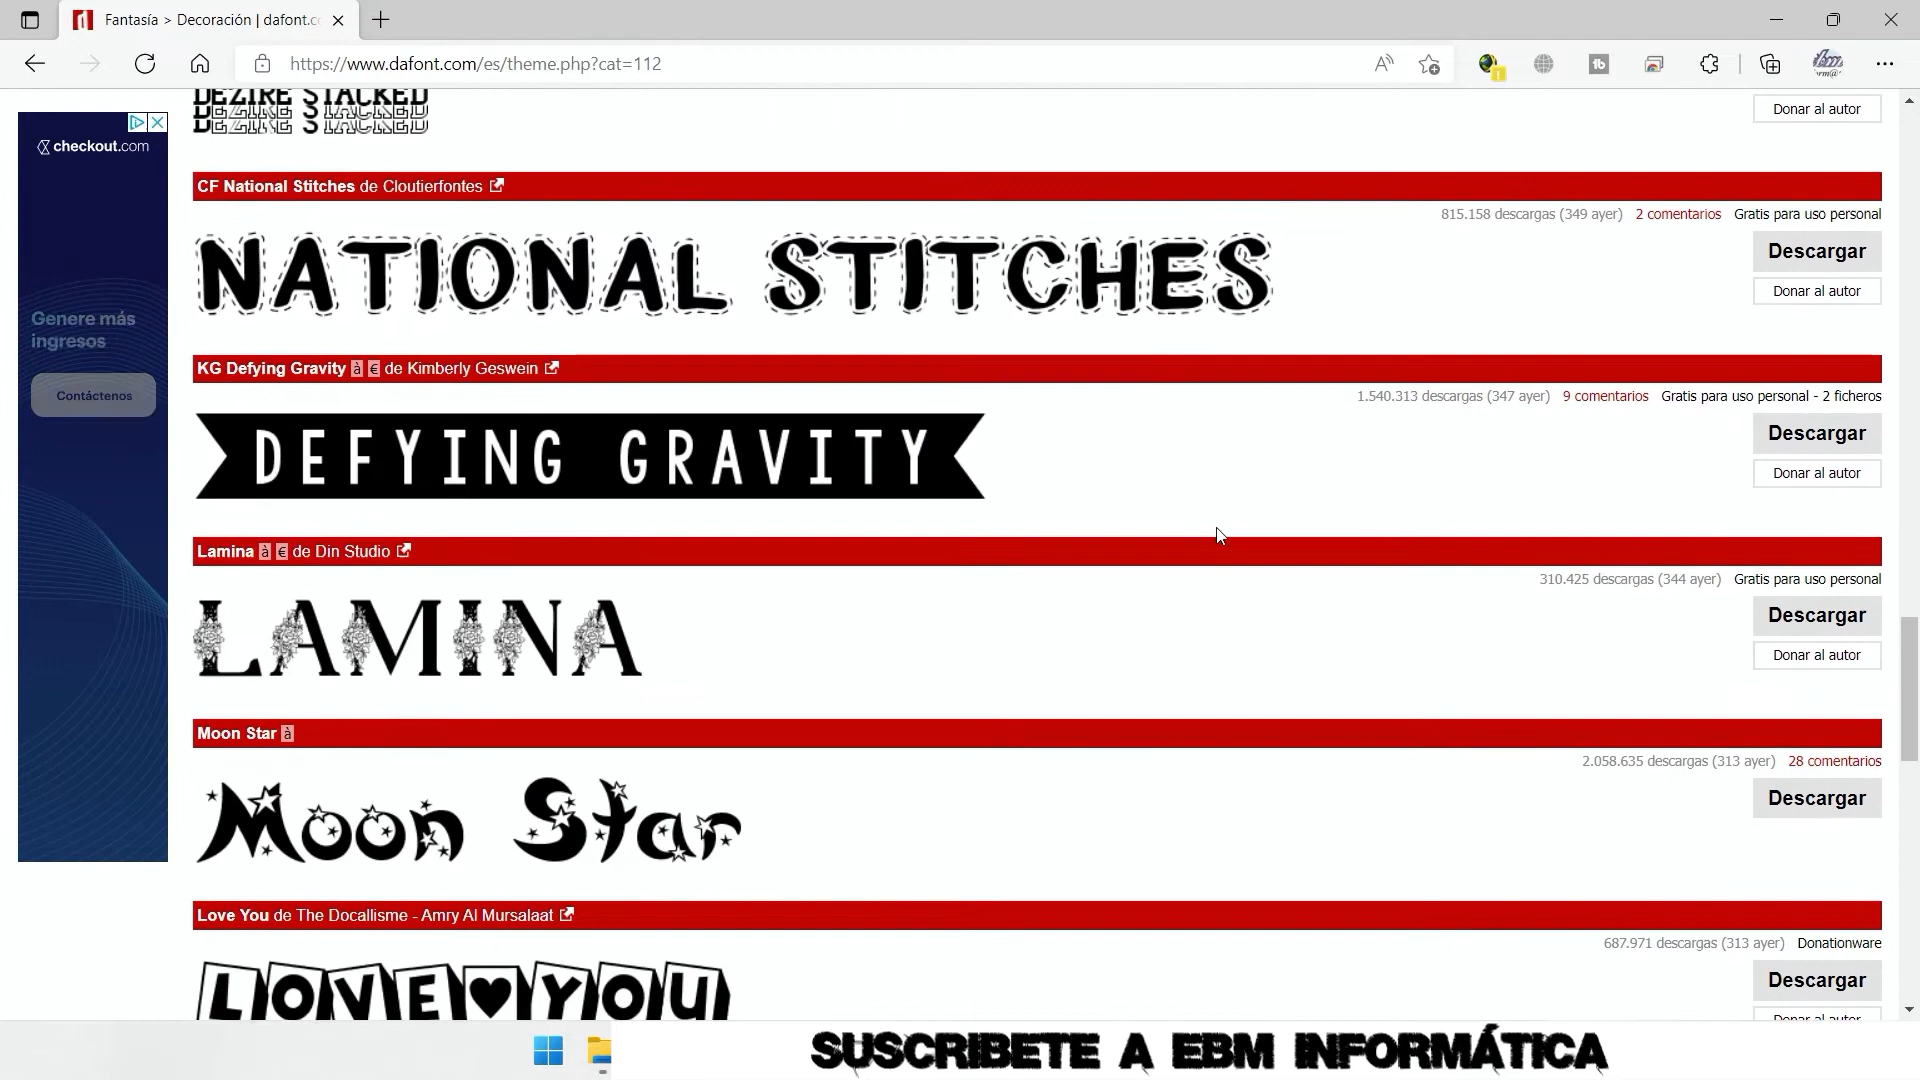 Fantasía > Decoración | dafont.co
https://www.dafont.com/es/theme.php?cat=112
DEZIRE STACKED
Donar al autor
checkout.com
Genere más
ingresos
Contáctenos
CF National Stitches de Cloutierfontes
815.158 descargas (349 ayer) 2 comentarios Gratis para uso personal
NATIONAL STITCHES
Descargar
Donar al autor
KG Defying Gravity à € de Kimberly Geswein
1.540.313 descargas (347 ayer) 9 comentarios Gratis para uso personal - 2 ficheros
DEFYING GRAVITY
Descargar
Donar al autor
Lamina à € de Din Studio
310.425 descargas (344 ayer) Gratis para uso personal
LAMINA
Descargar
Donar al autor
Moon Star à
2.058.635 descargas (313 ayer) 28 comentarios
Moon Star
Descargar
Love You de The Docallisme - Amry Al Mursalaat
687.971 descargas (313 ayer) Donationware
LOVE♥YOU
Descargar
Donar al autor
SUSCRIBETE A EBM INFORMÁTICA